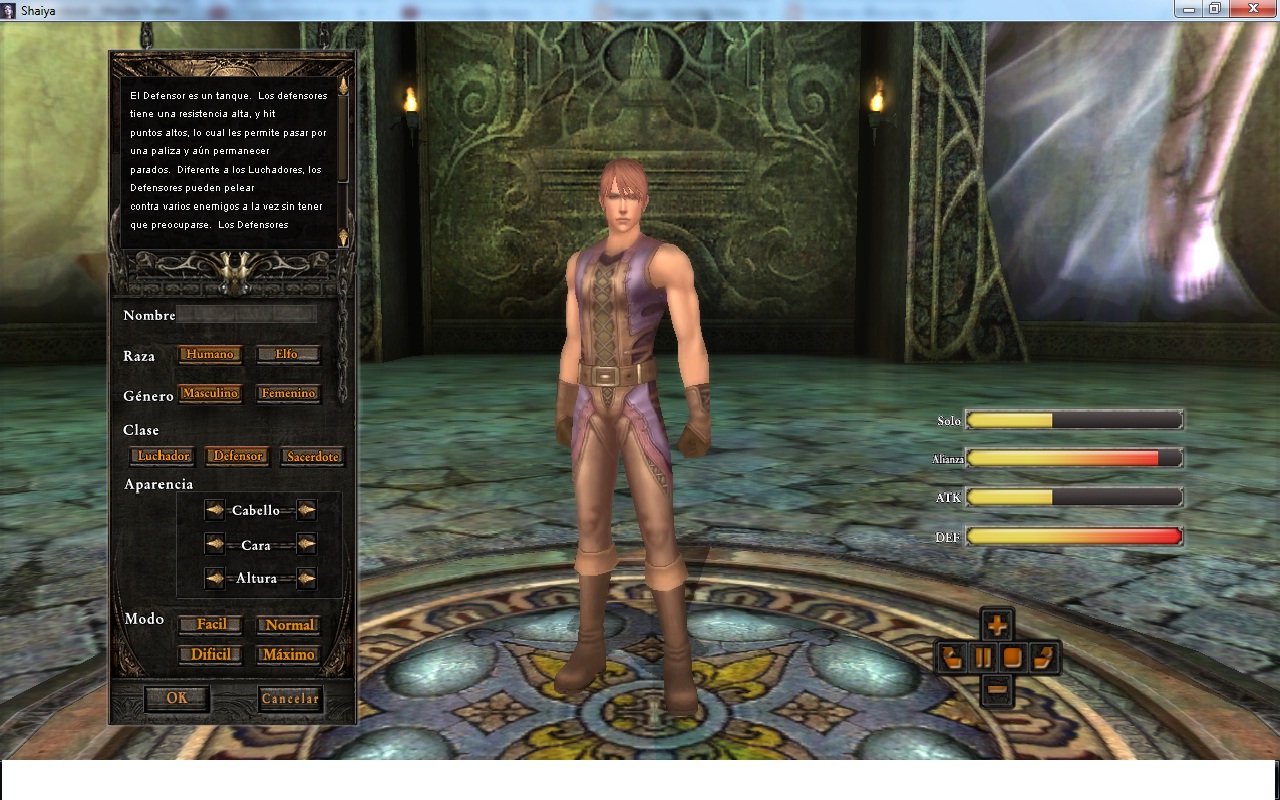 Shaiya
El Defensor es un tanque.  Los defensores
tiene una resistencia alta, y hit
puntos altos, lo cual les permite pasar por
una paliza y aún permanecer
parados.  Diferente a los Luchadores, los
Defensores pueden pelear
contra varios enemigos a la vez sin tener
que preocuparse.  Los Defensores
Nombre
Raza Humano Elfo
Género Masculino Femenino
Clase
Luchador Defensor Sacerdote
Aparencia
Cabello
Cara
Altura
Modo Facil Normal
Dificil Máximo
OK Cancelar
Solo
Alianza
ATK
DEF